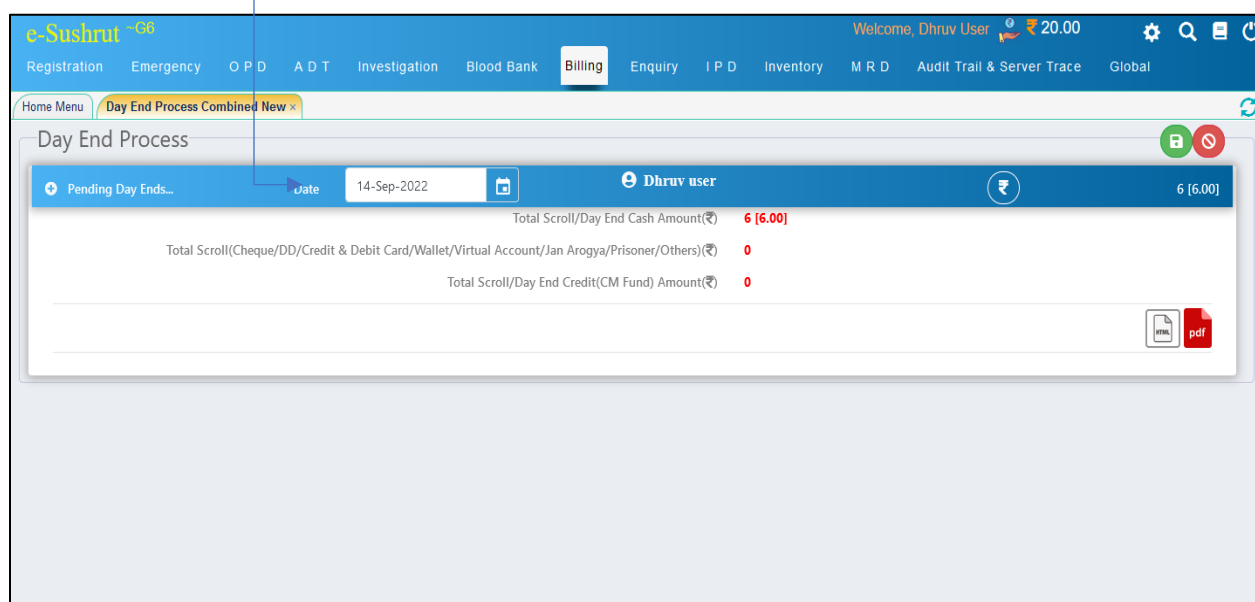 e-Sushrut ~G6
Welcome, Dhruv User ₹ 20.00
Registration Emergency O P D A D T Investigation Blood Bank Billing Enquiry I P D Inventory M R D Audit Trail & Server Trace Global
Home Menu Day End Process Combined New ×
Day End Process
Pending Day Ends... Date 14-Sep-2022 Dhruv user ₹ 6 [6.00]
Total Scroll/Day End Cash Amount(₹) 6 [6.00]
Total Scroll(Cheque/DD/Credit & Debit Card/Wallet/Virtual Account/Jan Arogya/Prisoner/Others)(₹) 0
Total Scroll/Day End Credit(CM Fund) Amount(₹) 0
HTML pdf